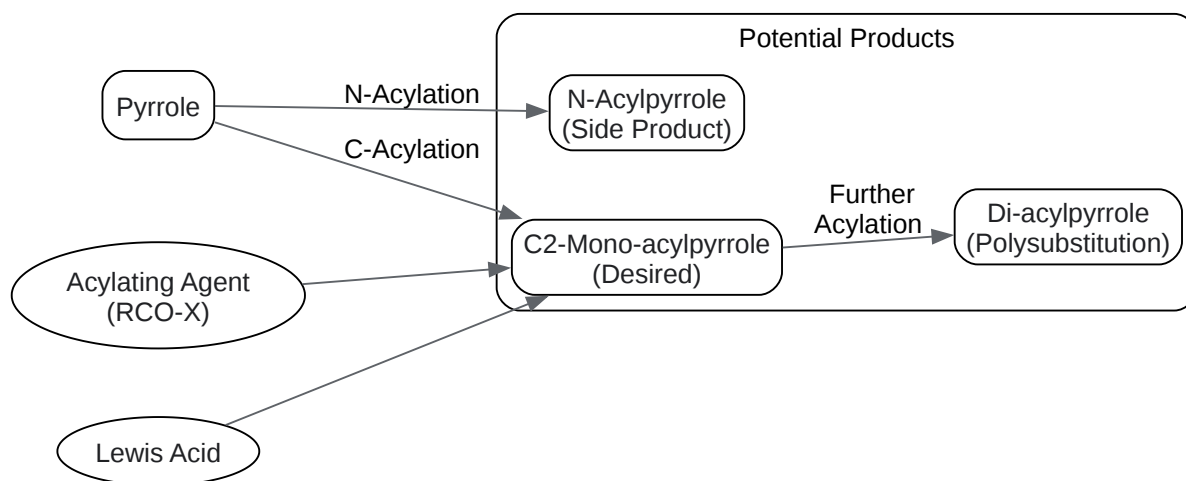 Potential Products
Pyrrole
N-Acylation
N-Acylpyrrole
(Side Product)
C-Acylation
C2-Mono-acylpyrrole
(Desired)
Further
Acylation
Di-acylpyrrole
(Polysubstitution)
Acylating Agent
(RCO-X)
Lewis Acid